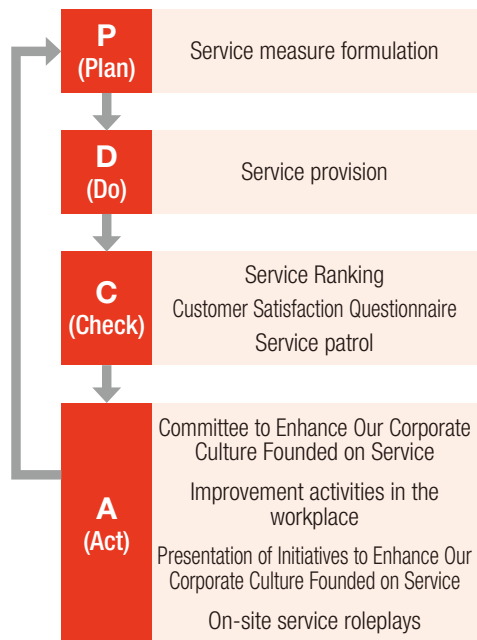 P
(Plan)
Service measure formulation
D
(Do)
Service provision
C
(Check)
Service Ranking
Customer Satisfaction Questionnaire
Service patrol
A
(Act)
Committee to Enhance Our Corporate
Culture Founded on Service
Improvement activities in the
workplace
Presentation of Initiatives to Enhance Our
Corporate Culture Founded on Service
On-site service roleplays